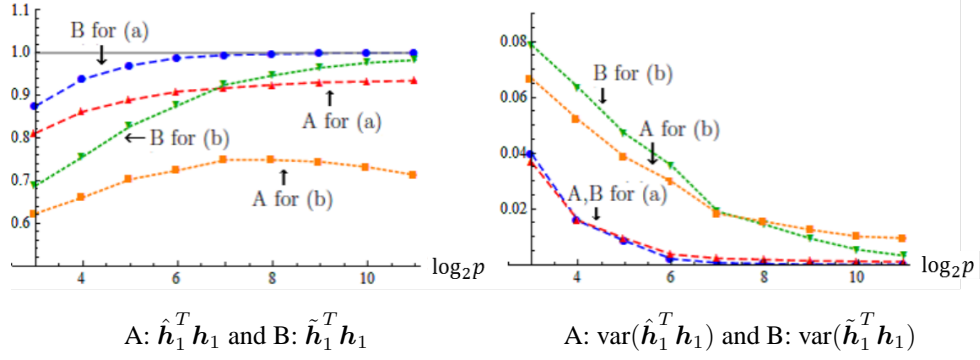 1.1
1.0
0.9
0.8
0.7
0.6
B for (a)
A for (a)
← B for (b)
A for (b)
4 6 8 10
log₂p
A: ĥ₁ᵀh₁ and B: h̃₁ᵀh₁
0.08
0.06
0.04
0.02
B for (b)
A for (b)
A,B for (a)
4 6 8 10
log₂p
A: var(ĥ₁ᵀh₁) and B: var(h̃₁ᵀh₁)